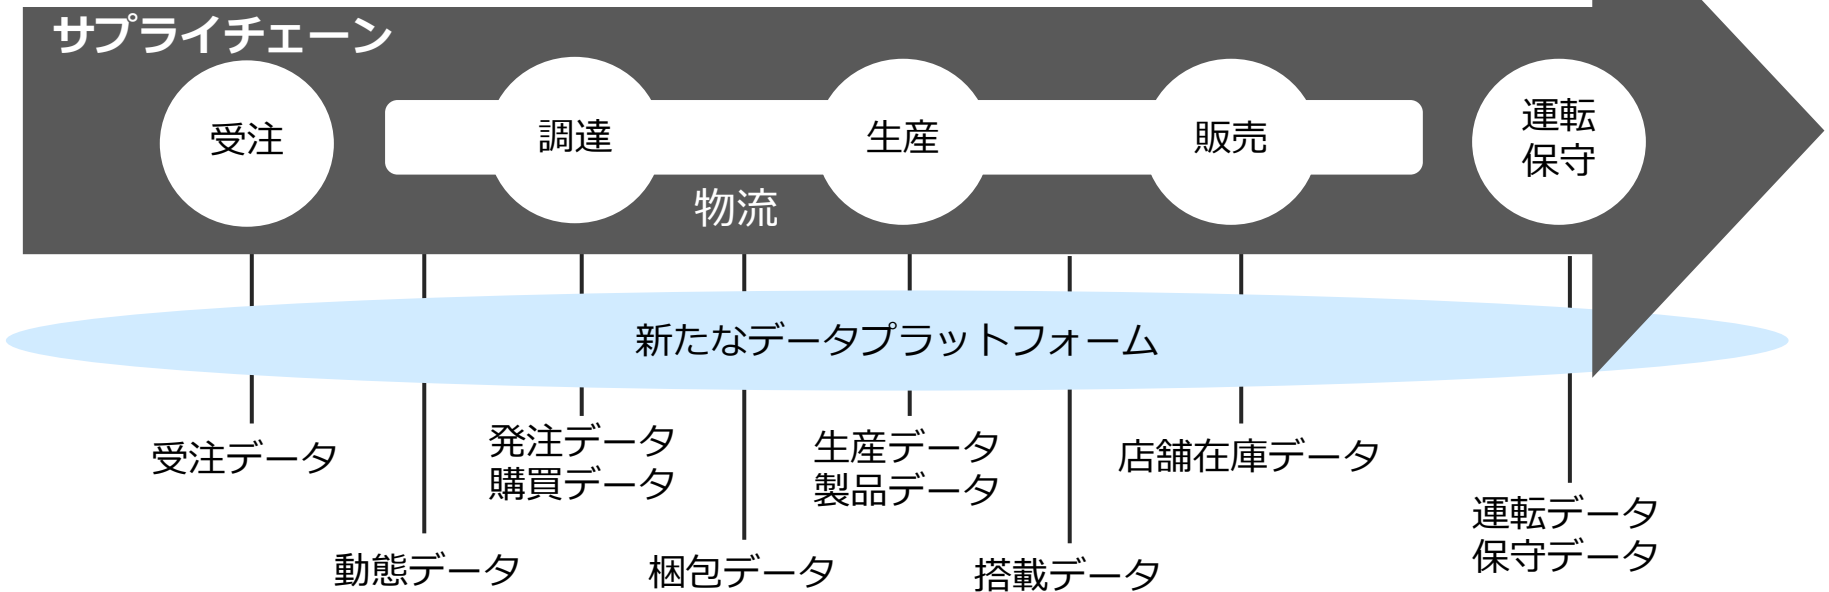 サプライチェーン
受注
調達
生産
販売
運転
保守
物流
新たなデータプラットフォーム
受注データ
発注データ
購買データ
生産データ
製品データ
店舗在庫データ
運転データ
保守データ
動態データ
梱包データ
搭載データ